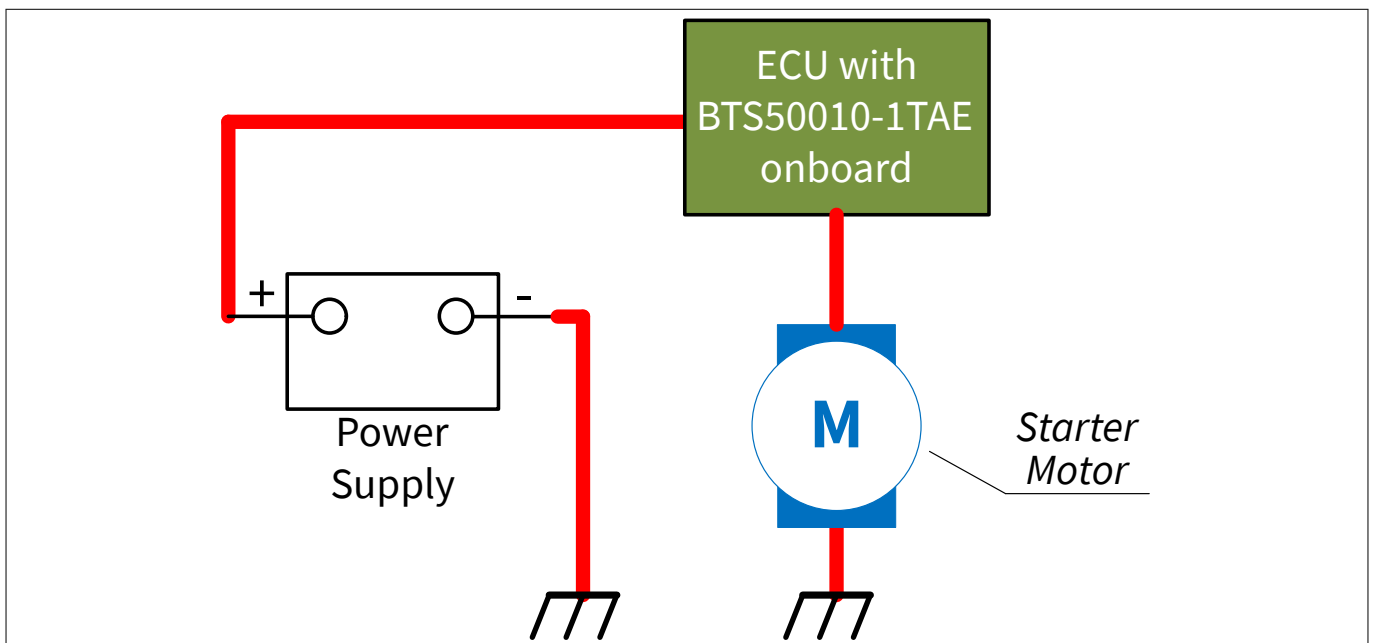 ECU with
BTS50010-1TAE
onboard
+
-
Power
Supply
M
Starter
Motor